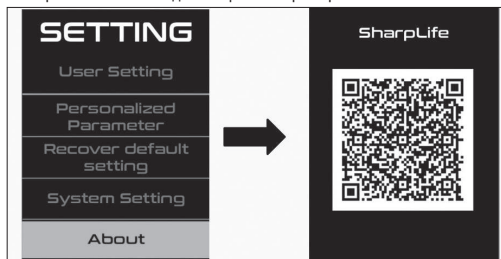 SETTING
User Setting
Personalized
Parameter
Recover default
setting
System Setting
About
SharpLife